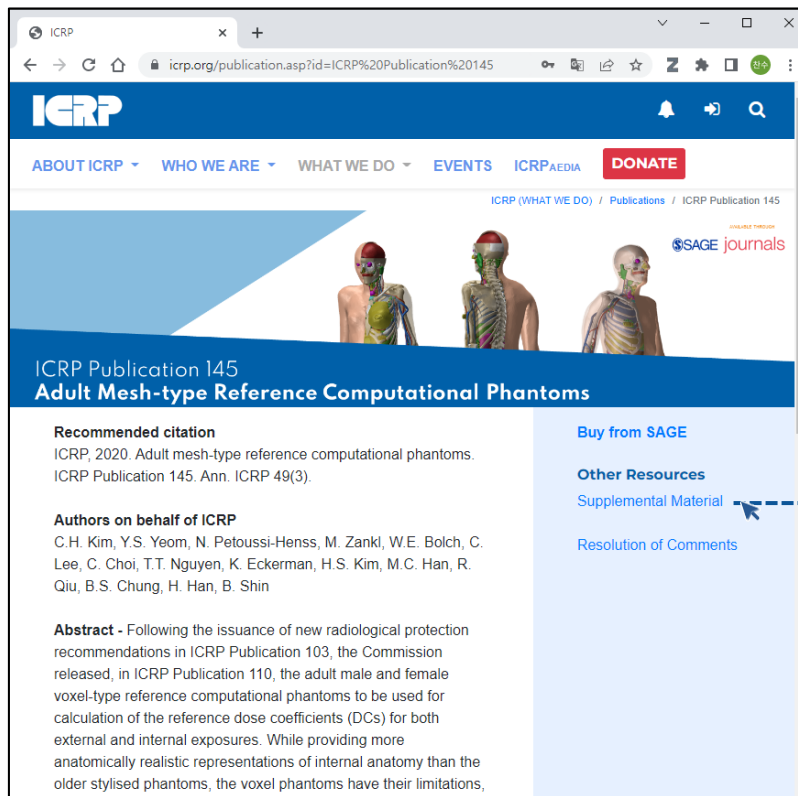 ICRP
icrp.org/publication.asp?id=ICRP%20Publication%20145
찬수
ICRP
ABOUT ICRP WHO WE ARE WHAT WE DO EVENTS ICRPAEDIA DONATE
ICRP (WHAT WE DO) / Publications / ICRP Publication 145
AVAILABLE THROUGH
SAGE journals
ICRP Publication 145
Adult Mesh-type Reference Computational Phantoms
Recommended citation
ICRP, 2020. Adult mesh-type reference computational phantoms.
ICRP Publication 145. Ann. ICRP 49(3).
Authors on behalf of ICRP
C.H. Kim, Y.S. Yeom, N. Petoussi-Henss, M. Zankl, W.E. Bolch, C.
Lee, C. Choi, T.T. Nguyen, K. Eckerman, H.S. Kim, M.C. Han, R.
Qiu, B.S. Chung, H. Han, B. Shin
Abstract - Following the issuance of new radiological protection
recommendations in ICRP Publication 103, the Commission
released, in ICRP Publication 110, the adult male and female
voxel-type reference computational phantoms to be used for
calculation of the reference dose coefficients (DCs) for both
external and internal exposures. While providing more
anatomically realistic representations of internal anatomy than the
older stylised phantoms, the voxel phantoms have their limitations,
Buy from SAGE
Other Resources
Supplemental Material
Resolution of Comments